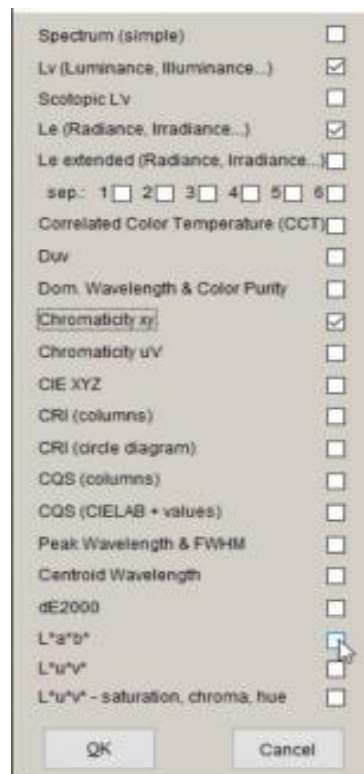 Spectrum (simple)
Lv (Luminance, Illuminance...)
Scotopic L'v
Le (Radiance, Irradiance...)
Le extended (Radiance, Irradiance...)
sep.: 1 2 3 4 5 6
Correlated Color Temperature (CCT)
Duv
Dom. Wavelength & Color Purity
Chromaticity xy
Chromaticity u'v'
CIE XYZ
CRI (columns)
CRI (circle diagram)
CQS (columns)
CQS (CIELAB + values)
Peak Wavelength & FWHM
Centroid Wavelength
dE2000
L*a*b*
L*u*v*
L*u*v* - saturation, chroma, hue
OK Cancel